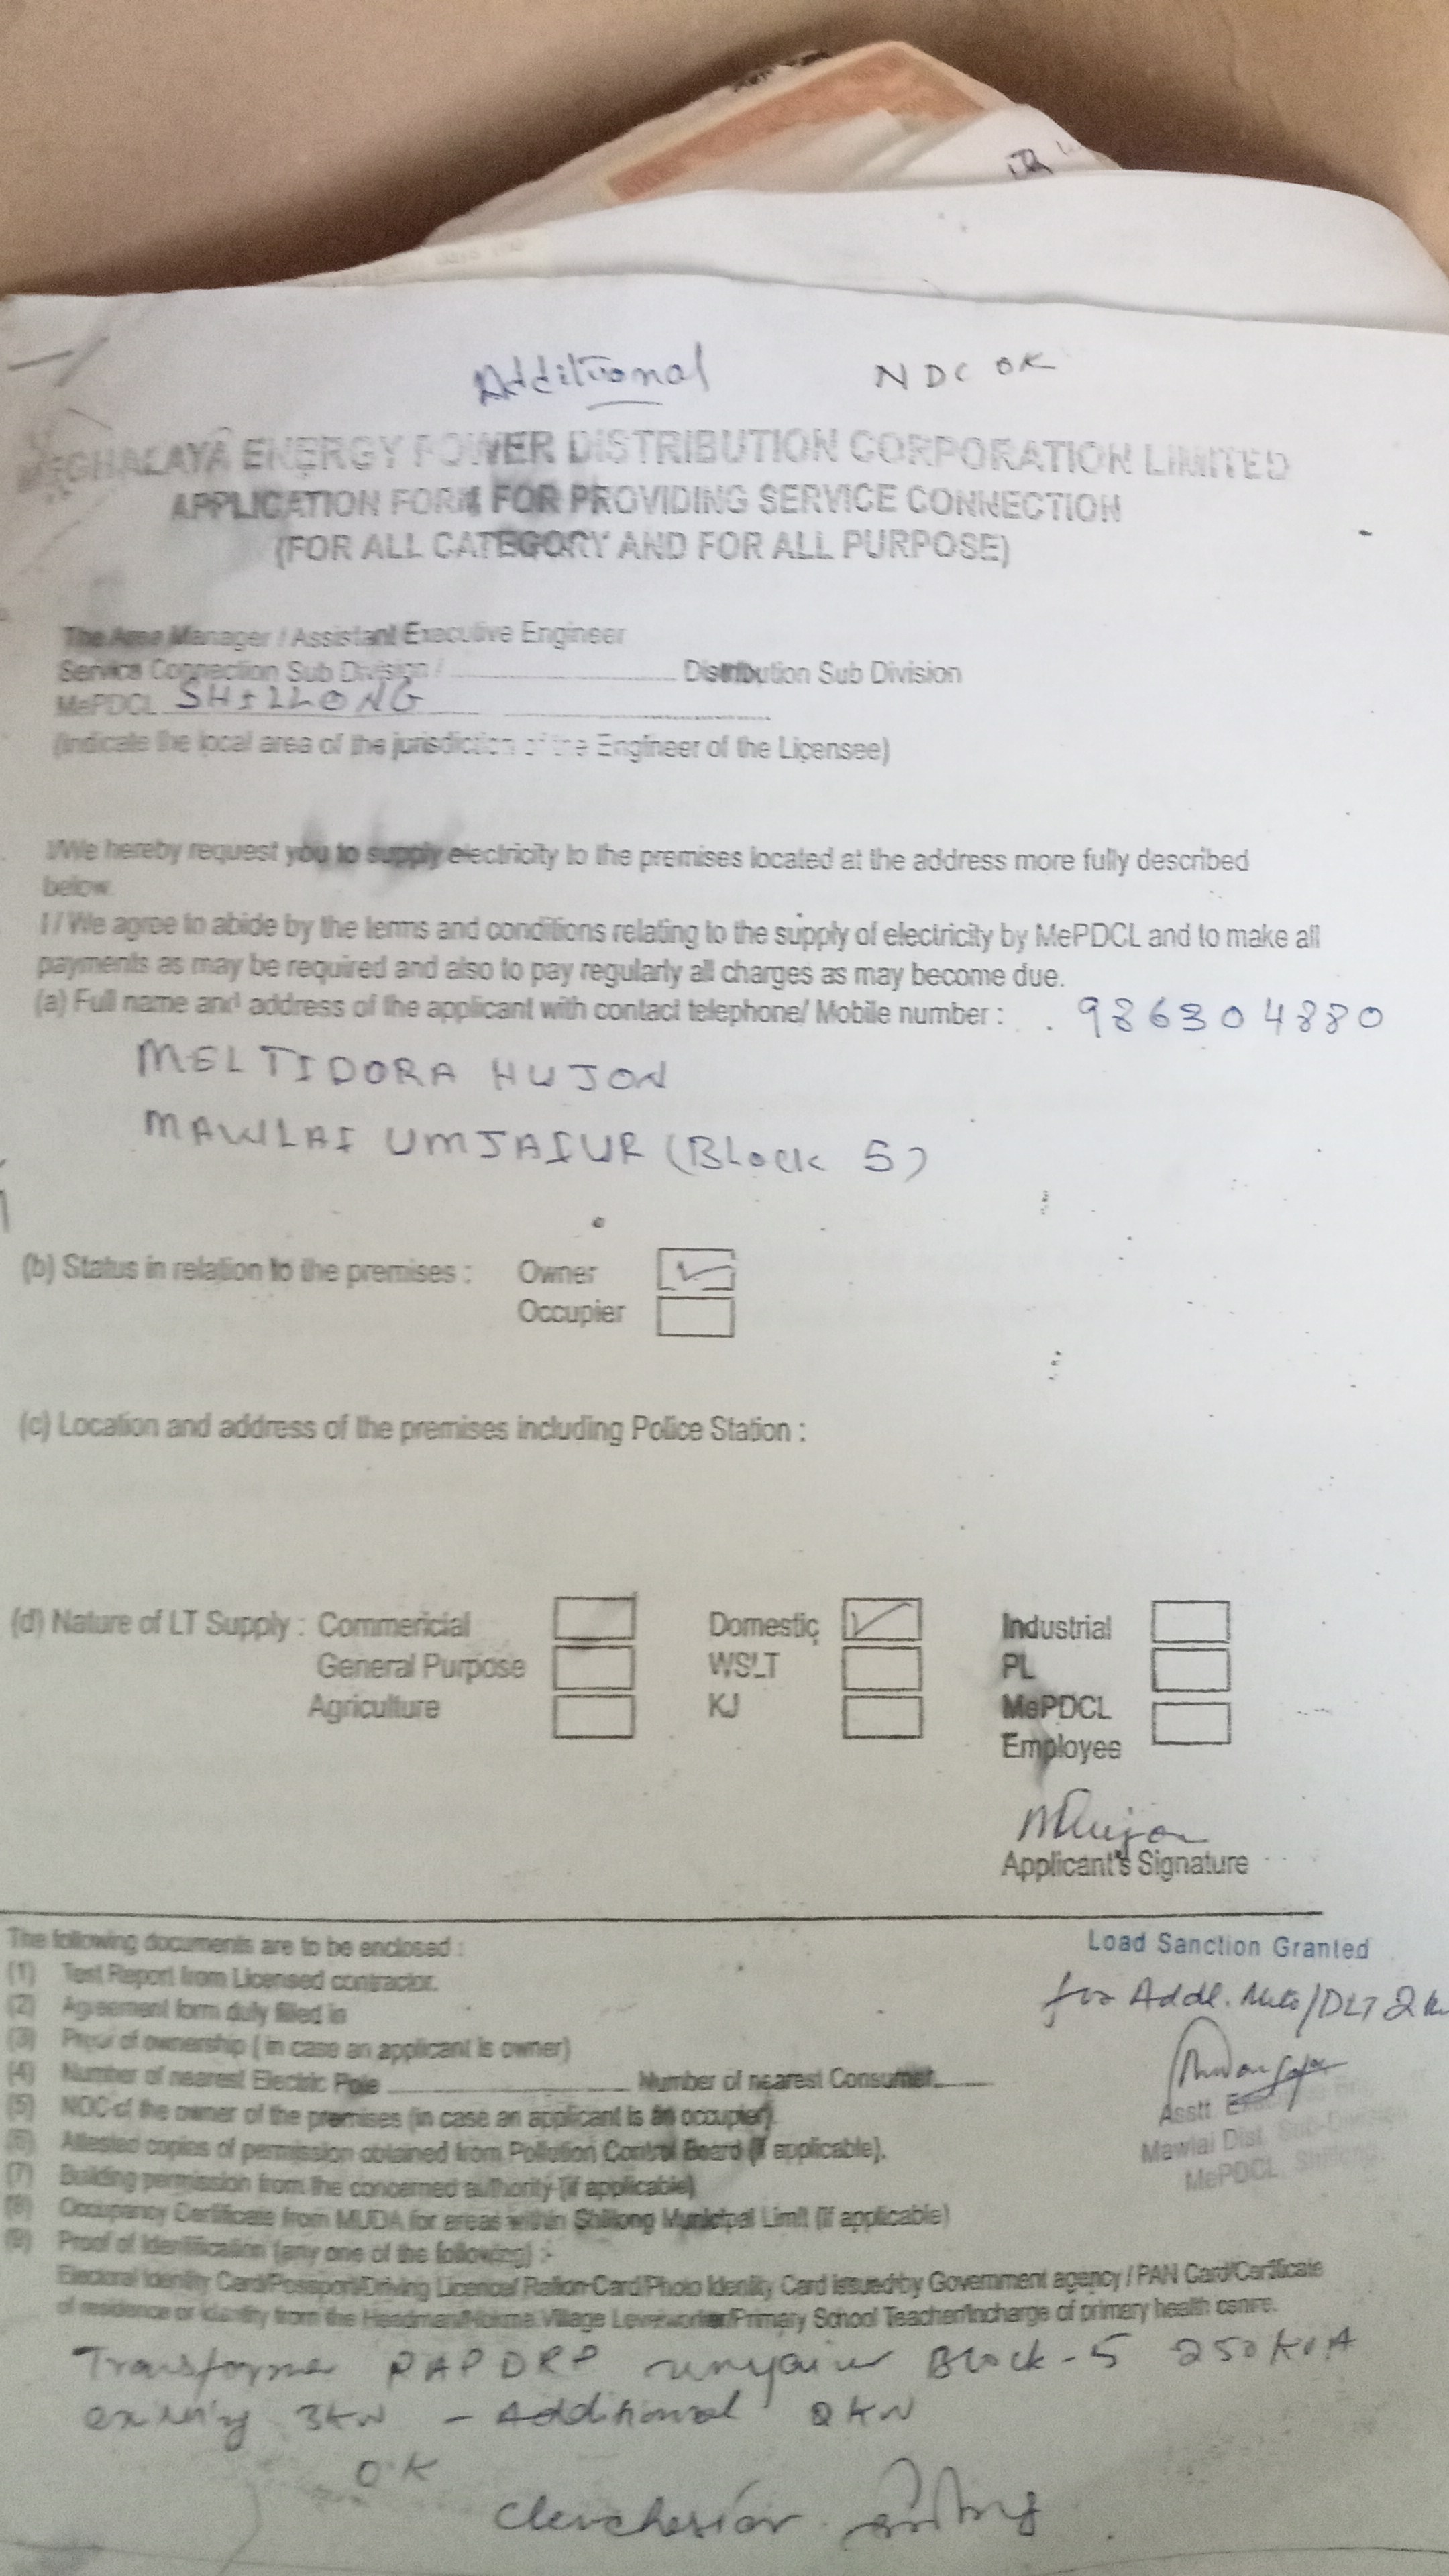 Additional NDC OK
MEGHALAYA ENERGY POWER DISTRIBUTION CORPORATION LIMITED
APPLICATION FORM FOR PROVIDING SERVICE CONNECTION
(FOR ALL CATEGORY AND FOR ALL PURPOSE)
The Area Manager / Assistant Executive Engineer
Service Connection Sub Division / Distribution Sub Division
MePDCL SHILLONG
(Indicate the local area of the jurisdiction of the Engineer of the Licensee)
I/We hereby request you to supply electricity to the premises located at the address more fully described
below.
I / We agree to abide by the terms and conditions relating to the supply of electricity by MePDCL and to make all
payments as may be required and also to pay regularly all charges as may become due.
(a) Full name and address of the applicant with contact telephone/ Mobile number : 986304880
MELTIDORA HUJON
MAWLAI UMJAIUR (Block 5)
(b) Status in relation to the premises : Owner
Occupier
(c) Location and address of the premises including Police Station :
(d) Nature of LT Supply : Commericial Domestic Industrial
General Purpose WSLT PL
Agriculture KJ MePDCL
Employee
Applicant's Signature
The following documents are to be enclosed :
Load Sanction Granted
(1) Test Report from Licensed contractor.
for Addl. /DLT 2
(2) Agreement form duly filled in
(3) Proof of ownership ( in case an applicant is owner)
(4) Number of nearest Electric Pole Number of nearest Consumer
(5) NOC of the owner of the premises (in case an applicant is an occupier).
Asstt
(6) Attested copies of permission obtained from Pollution Control Board (if applicable).
Mawlai Dist. Sub-Division
(7) Building permission from the concerned authority (if applicable)
MePDCL, Shillong.
(8) Occupancy Certificate from MUDA for areas within Shillong Municipal Limit (if applicable)
(9) Proof of Identification (any one of the following) :-
Electoral Identity Card/Passport/Driving Licence/ Ration Card/Photo Identity Card issued by Government agency / PAN Card/Certificate
of residence or identity from the Headman/Nokma Village Level worker/Primary School Teacher/Incharge of primary health centre.
Transformer RAPDRP Block-5 250 KVA
existing 3KW - Additional 2KW
O.K